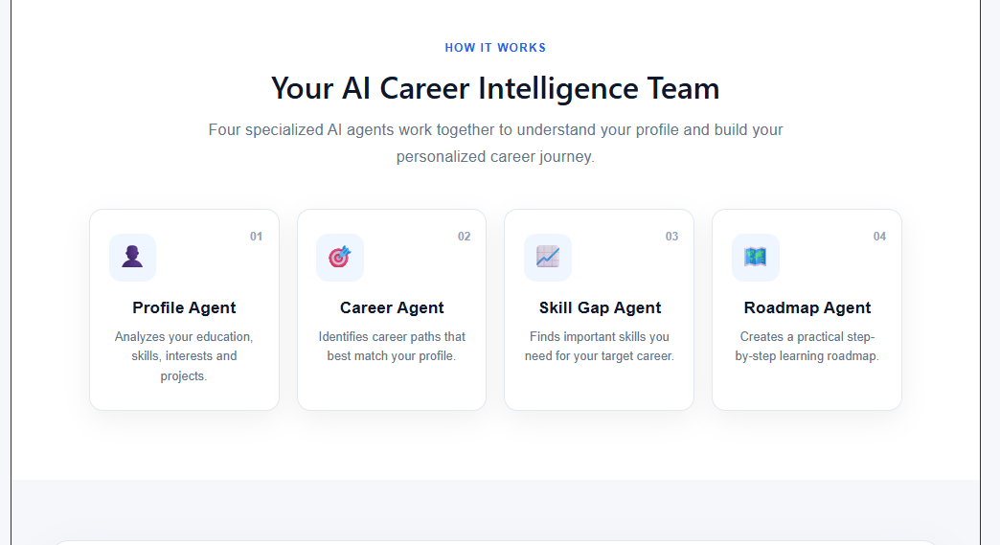 HOW IT WORKS
Your AI Career Intelligence Team
Four specialized AI agents work together to understand your profile and build your
personalized career journey.
01
Profile Agent
Analyzes your education,
skills, interests and
projects.
02
Career Agent
Identifies career paths that
best match your profile.
03
Skill Gap Agent
Finds important skills you
need for your target career.
04
Roadmap Agent
Creates a practical step-
by-step learning roadmap.